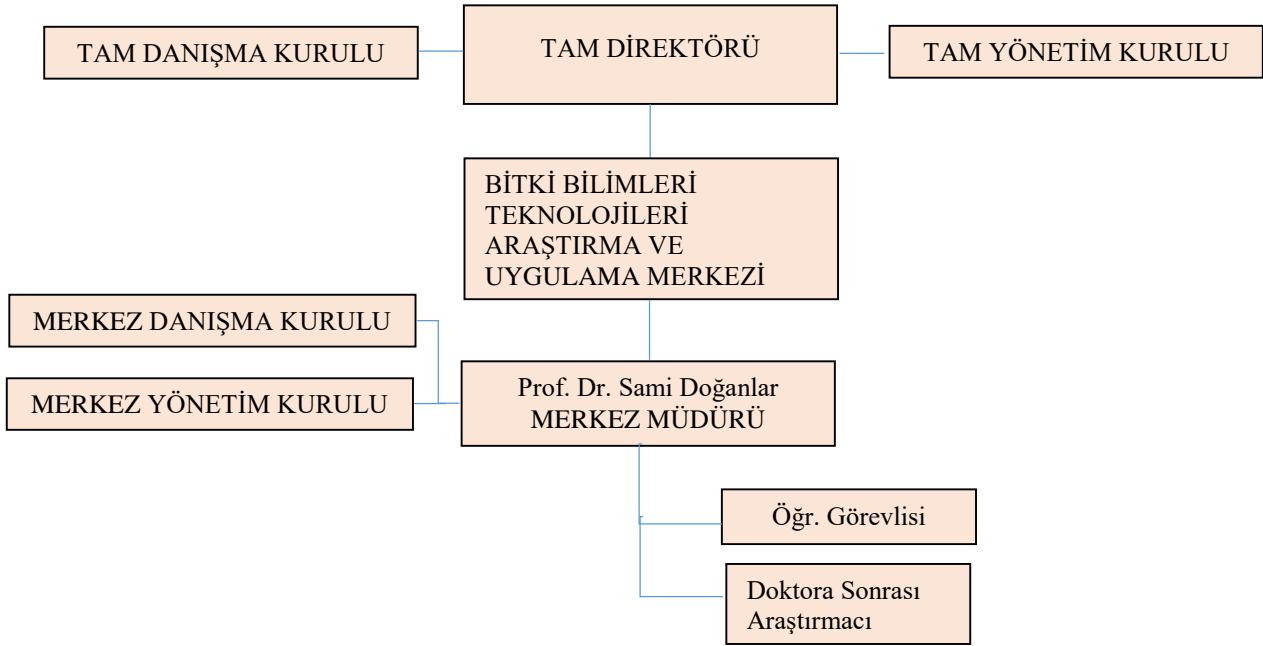 TAM DANIŞMA KURULU
TAM DİREKTÖRÜ
TAM YÖNETİM KURULU
BİTKİ BİLİMLERİ
TEKNOLOJİLERİ
ARAŞTIRMA VE
UYGULAMA MERKEZİ
MERKEZ DANIŞMA KURULU
MERKEZ YÖNETİM KURULU
Prof. Dr. Sami Doğanlar
MERKEZ MÜDÜRÜ
Öğr. Görevlisi
Doktora Sonrası
Araştırmacı